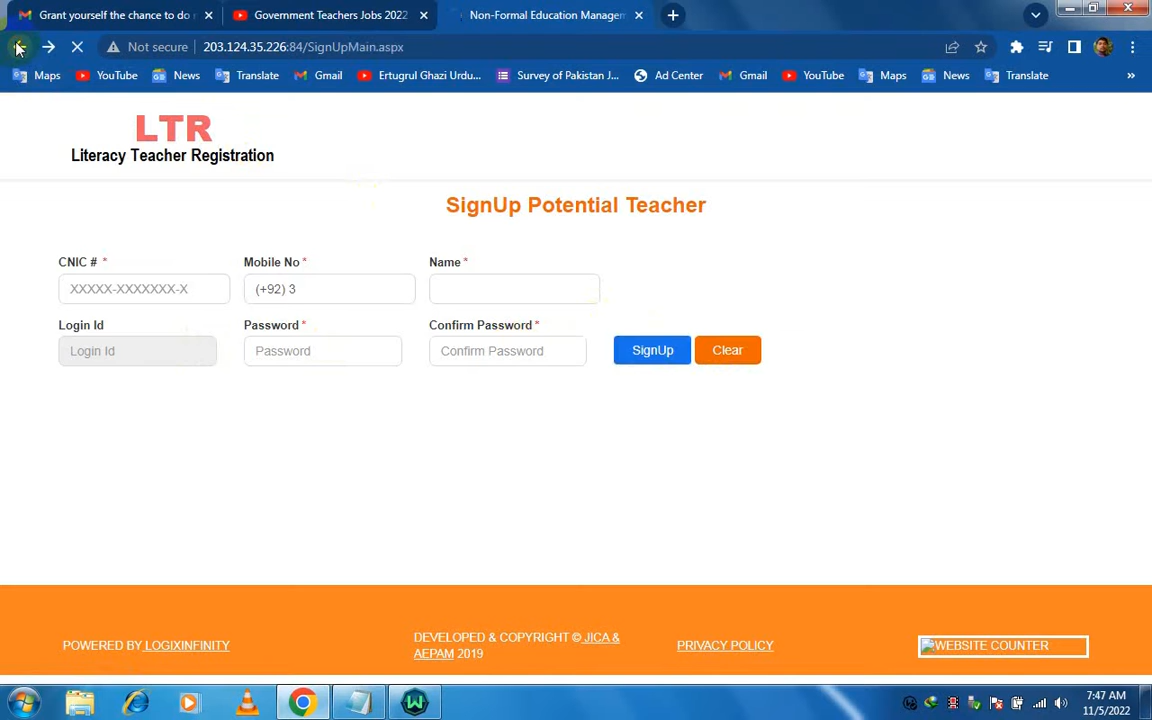 Grant yourself the chance to do
Government Teachers Jobs 2022
Non-Formal Education Managem
Not secure
203.124.35.226:84/SignUpMain.aspx
Maps
YouTube
News
Translate
Gmail
Ertugrul Ghazi Urdu...
Survey of Pakistan J...
Ad Center
Gmail
YouTube
Maps
News
Translate
»
LTR
Literacy Teacher Registration
SignUp Potential Teacher
CNIC # *
Mobile No *
Name *
XXXXX-XXXXXXX-X
(+92) 3
Login Id
Password *
Confirm Password *
Login Id
Password
Confirm Password
SignUp
Clear
POWERED BY LOGIXINFINITY
DEVELOPED & COPYRIGHT © JICA &
AEPAM 2019
PRIVACY POLICY
WEBSITE COUNTER
7:47 AM
11/5/2022